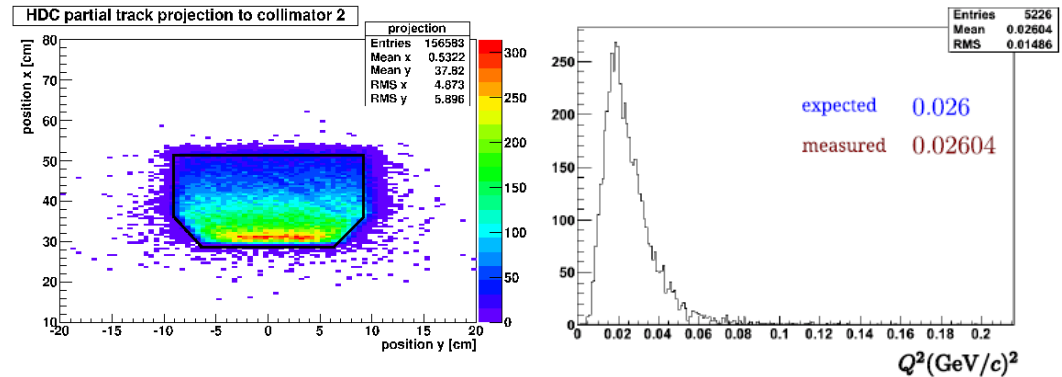 HDC partial track projection to collimator 2
projection
Entries 156583
Mean x 0.5322
Mean y 37.82
RMS x 4.873
RMS y 5.896
position x [cm]
80
70
60
50
40
30
20
10
-20 -15 -10 -5 0 5 10 15 20
position y [cm]
300
250
200
150
100
50
0
Entries 5226
Mean 0.02604
RMS 0.01486
250
200
150
100
50
0
expected 0.026
measured 0.02604
0 0.02 0.04 0.06 0.08 0.1 0.12 0.14 0.16 0.18 0.2
Q²(GeV/c)²